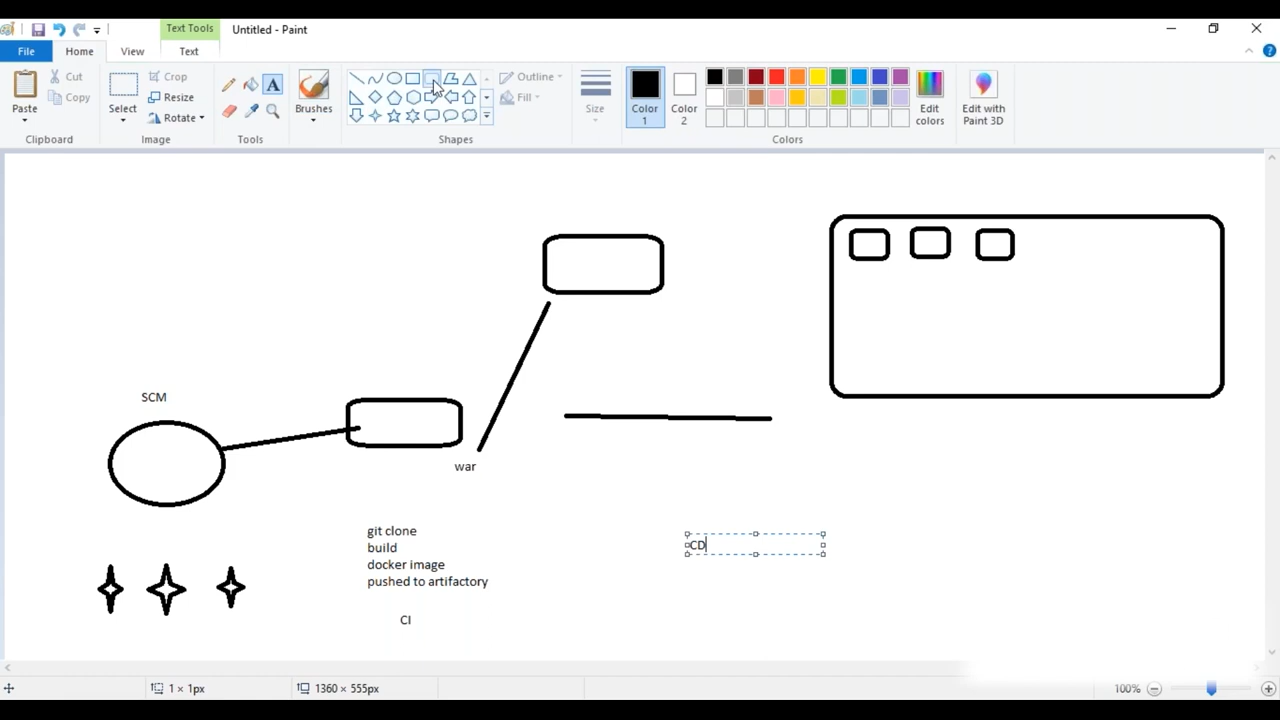 Text Tools
Untitled - Paint
File
Home
View
Text
Paste
Cut
Copy
Clipboard
Select
Crop
Resize
Rotate
Image
A
Tools
Brushes
Shapes
Outline
Fill
Size
Color
1
Color
2
Edit
colors
Colors
Edit with
Paint 3D
SCM
war
git clone
build
docker image
pushed to artifactory
CI
CD
1 × 1px
1360 × 555px
100%